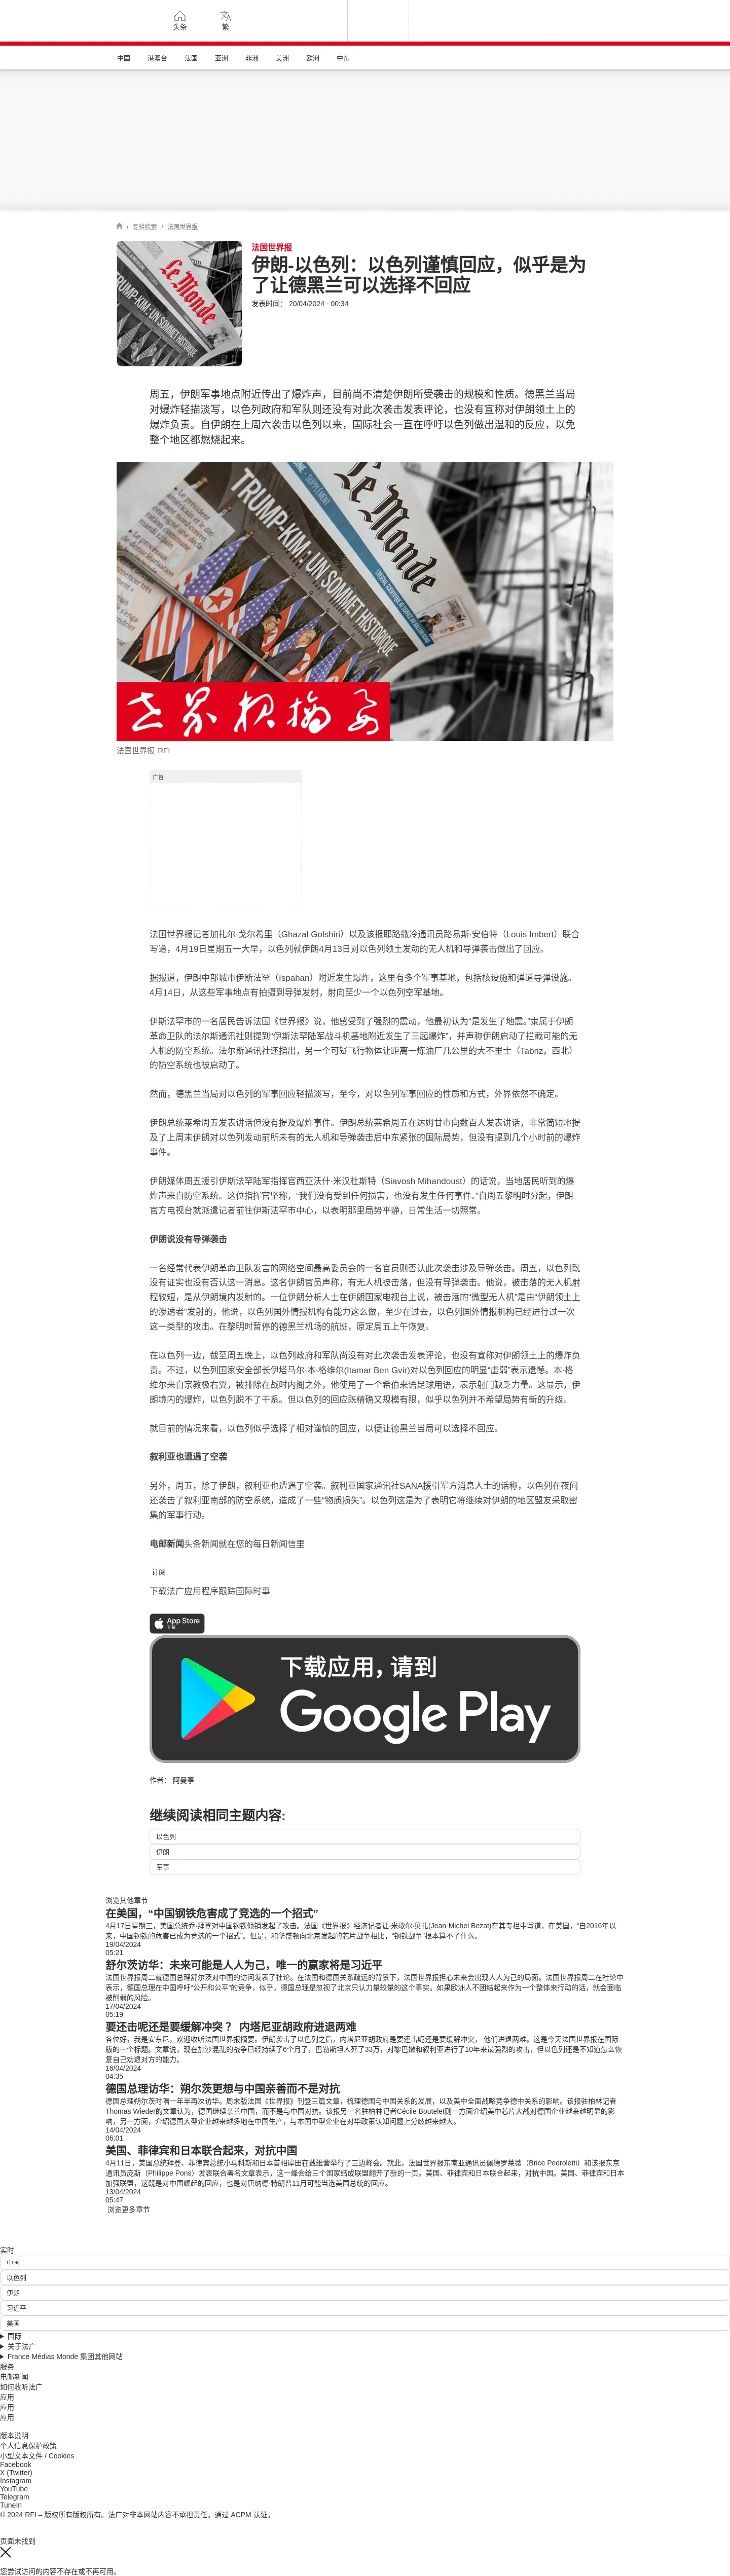 头条
繁
中国 港澳台 法国 亚洲 非洲 美洲 欧洲 中东
/ 专栏检索 / 法国世界报
法国世界报
伊朗-以色列：以色列谨慎回应，似乎是为
了让德黑兰可以选择不回应
发表时间： 20/04/2024 - 00:34
Le Monde
TRUMP-KIM: UN SOMMET HISTORIQUE
周五，伊朗军事地点附近传出了爆炸声，目前尚不清楚伊朗所受袭击的规模和性质。德黑兰当局
对爆炸轻描淡写，以色列政府和军队则还没有对此次袭击发表评论，也没有宣称对伊朗领土上的
爆炸负责。自伊朗在上周六袭击以色列以来，国际社会一直在呼吁以色列做出温和的反应，以免
整个地区都燃烧起来。
Le Monde
TRUMP-KIM: UN SOMMET HISTORIQUE
世界报摘要
法国世界报 RFI
广告
法国世界报记者加扎尔·戈尔希里（Ghazal Golshiri）以及该报耶路撒冷通讯员路易斯·安伯特（Louis Imbert）联合
写道，4月19日星期五一大早，以色列就伊朗4月13日对以色列领土发动的无人机和导弹袭击做出了回应。
据报道，伊朗中部城市伊斯法罕（Ispahan）附近发生爆炸，这里有多个军事基地，包括核设施和弹道导弹设施。
4月14日，从这些军事地点有拍摄到导弹发射，射向至少一个以色列空军基地。
伊斯法罕市的一名居民告诉法国《世界报》说，他感受到了强烈的震动，他最初认为“是发生了地震。”隶属于伊朗
革命卫队的法尔斯通讯社则提到“伊斯法罕陆军战斗机基地附近发生了三起爆炸”，并声称伊朗启动了拦截可能的无
人机的防空系统。法尔斯通讯社还指出，另一个可疑飞行物体让距离一炼油厂几公里的大不里士（Tabriz，西北）
的防空系统也被启动了。
然而，德黑兰当局对以色列的军事回应轻描淡写，至今，对以色列军事回应的性质和方式，外界依然不确定。
伊朗总统莱希周五发表讲话但没有提及爆炸事件。伊朗总统莱希周五在达姆甘市向数百人发表讲话，非常简短地提
及了上周末伊朗对以色列发动前所未有的无人机和导弹袭击后中东紧张的国际局势，但没有提到几个小时前的爆炸
事件。
伊朗媒体周五援引伊斯法罕陆军指挥官西亚沃什·米汉杜斯特（Siavosh Mihandoust）的话说，当地居民听到的爆
炸声来自防空系统。这位指挥官坚称，“我们没有受到任何损害，也没有发生任何事件。”自周五黎明时分起，伊朗
官方电视台就派遣记者前往伊斯法罕市中心，以表明那里局势平静，日常生活一切照常。
伊朗说没有导弹袭击
一名经常代表伊朗革命卫队发言的网络空间最高委员会的一名官员则否认此次袭击涉及导弹袭击。周五，以色列既
没有证实也没有否认这一消息。这名伊朗官员声称，有无人机被击落，但没有导弹袭击。他说，被击落的无人机射
程较短，是从伊朗境内发射的。一位伊朗分析人士在伊朗国家电视台上说，被击落的“微型无人机”是由“伊朗领土上
的渗透者”发射的，他说，以色列国外情报机构有能力这么做，至少在过去，以色列国外情报机构已经进行过一次
这一类型的攻击。在黎明时暂停的德黑兰机场的航班，原定周五上午恢复。
在以色列一边，截至周五晚上，以色列政府和军队尚没有对此次袭击发表评论，也没有宣称对伊朗领土上的爆炸负
责。不过，以色列国家安全部长伊塔马尔·本·格维尔(Itamar Ben Gvir)对以色列回应的明显“虚弱”表示遗憾。本·格
维尔来自宗教极右翼，被排除在战时内阁之外，他使用了一个希伯来语足球用语，表示射门缺乏力量。这显示，伊
朗境内的爆炸，以色列脱不了干系。但以色列的回应既精确又规模有限，似乎以色列并不希望局势有新的升级。
就目前的情况来看，以色列似乎选择了相对谨慎的回应，以便让德黑兰当局可以选择不回应。
叙利亚也遭遇了空袭
另外，周五，除了伊朗，叙利亚也遭遇了空袭。叙利亚国家通讯社SANA援引军方消息人士的话称，以色列在夜间
还袭击了叙利亚南部的防空系统，造成了一些“物质损失”。以色列这是为了表明它将继续对伊朗的地区盟友采取密
集的军事行动。
电邮新闻头条新闻就在您的每日新闻信里
订阅
下载法广应用程序跟踪国际时事
App Store
下载
下载应用，请到
Google Play
作者： 阿曼亭
继续阅读相同主题内容:
以色列
伊朗
军事
浏览其他章节
在美国，“中国钢铁危害成了竞选的一个招式”
4月17日星期三，美国总统乔·拜登对中国钢铁倾销发起了攻击。法国《世界报》经济记者让·米歇尔·贝扎(Jean-Michel Bezat)在其专栏中写道，在美国，“自2016年以
来，中国钢铁的危害已成为竞选的一个招式”。但是，和华盛顿向北京发起的芯片战争相比，“钢铁战争”根本算不了什么。
19/04/2024
05:21
舒尔茨访华：未来可能是人人为己，唯一的赢家将是习近平
法国世界报周二就德国总理舒尔茨对中国的访问发表了社论。在法国和德国关系疏远的背景下，法国世界报担心未来会出现人人为己的局面。法国世界报周二在社论中
表示，德国总理在中国呼吁“公开和公平”的竞争，似乎，德国总理是忽视了北京只认力量较量的这个事实。如果欧洲人不团结起来作为一个整体来行动的话，就会面临
被削弱的风险。
17/04/2024
05:19
要还击呢还是要缓解冲突？ 内塔尼亚胡政府进退两难
各位好，我是安东尼，欢迎收听法国世界报摘要。伊朗袭击了以色列之后，内塔尼亚胡政府是要还击呢还是要缓解冲突， 他们进退两难。这是今天法国世界报在国际
版的一个标题。文章说，现在加沙混乱的战争已经持续了6个月了，巴勒斯坦人死了33万，对黎巴嫩和叙利亚进行了10年来最强烈的攻击，但以色列还是不知道怎么恢
复自己劝退对方的能力。
16/04/2024
04:35
德国总理访华：朔尔茨更想与中国亲善而不是对抗
德国总理朔尔茨时隔一年半再次访华。周末版法国《世界报》刊登三篇文章，梳理德国与中国关系的发展，以及美中全面战略竞争德中关系的影响。该报驻柏林记者
Thomas Wieder的文章认为，德国继续亲善中国，而不是与中国对抗。该报另一名驻柏林记者Cécile Boutelet则一方面介绍美中芯片大战对德国企业越来越明显的影
响，另一方面，介绍德国大型企业越来越多地在中国生产，与本国中型企业在对华政策认知问题上分歧越来越大。
14/04/2024
06:01
美国、菲律宾和日本联合起来，对抗中国
4月11日，美国总统拜登、菲律宾总统小马科斯和日本首相岸田在戴维营举行了三边峰会。就此，法国世界报东南亚通讯员佩德罗莱蒂（Brice Pedroletti）和该报东京
通讯员庞斯（Philippe Pons）发表联合署名文章表示，这一峰会给三个国家结成联盟翻开了新的一页。美国、菲律宾和日本联合起来，对抗中国。美国、菲律宾和日本
加强联盟，这既是对中国崛起的回应，也是对唐纳德·特朗普11月可能当选美国总统的回应。
13/04/2024
05:47
浏览更多章节
实时
中国
以色列
伊朗
习近平
美国
国际
关于法广
France Médias Monde 集团其他网站
服务
电邮新闻
如何收听法广
应用
应用
应用
版本说明
个人信息保护政策
小型文本文件 / Cookies
Facebook
X (Twitter)
Instagram
YouTube
Telegram
TuneIn
© 2024 RFI – 版权所有版权所有。法广对非本网站内容不承担责任。通过 ACPM 认证。
页面未找到
您尝试访问的内容不存在或不再可用。